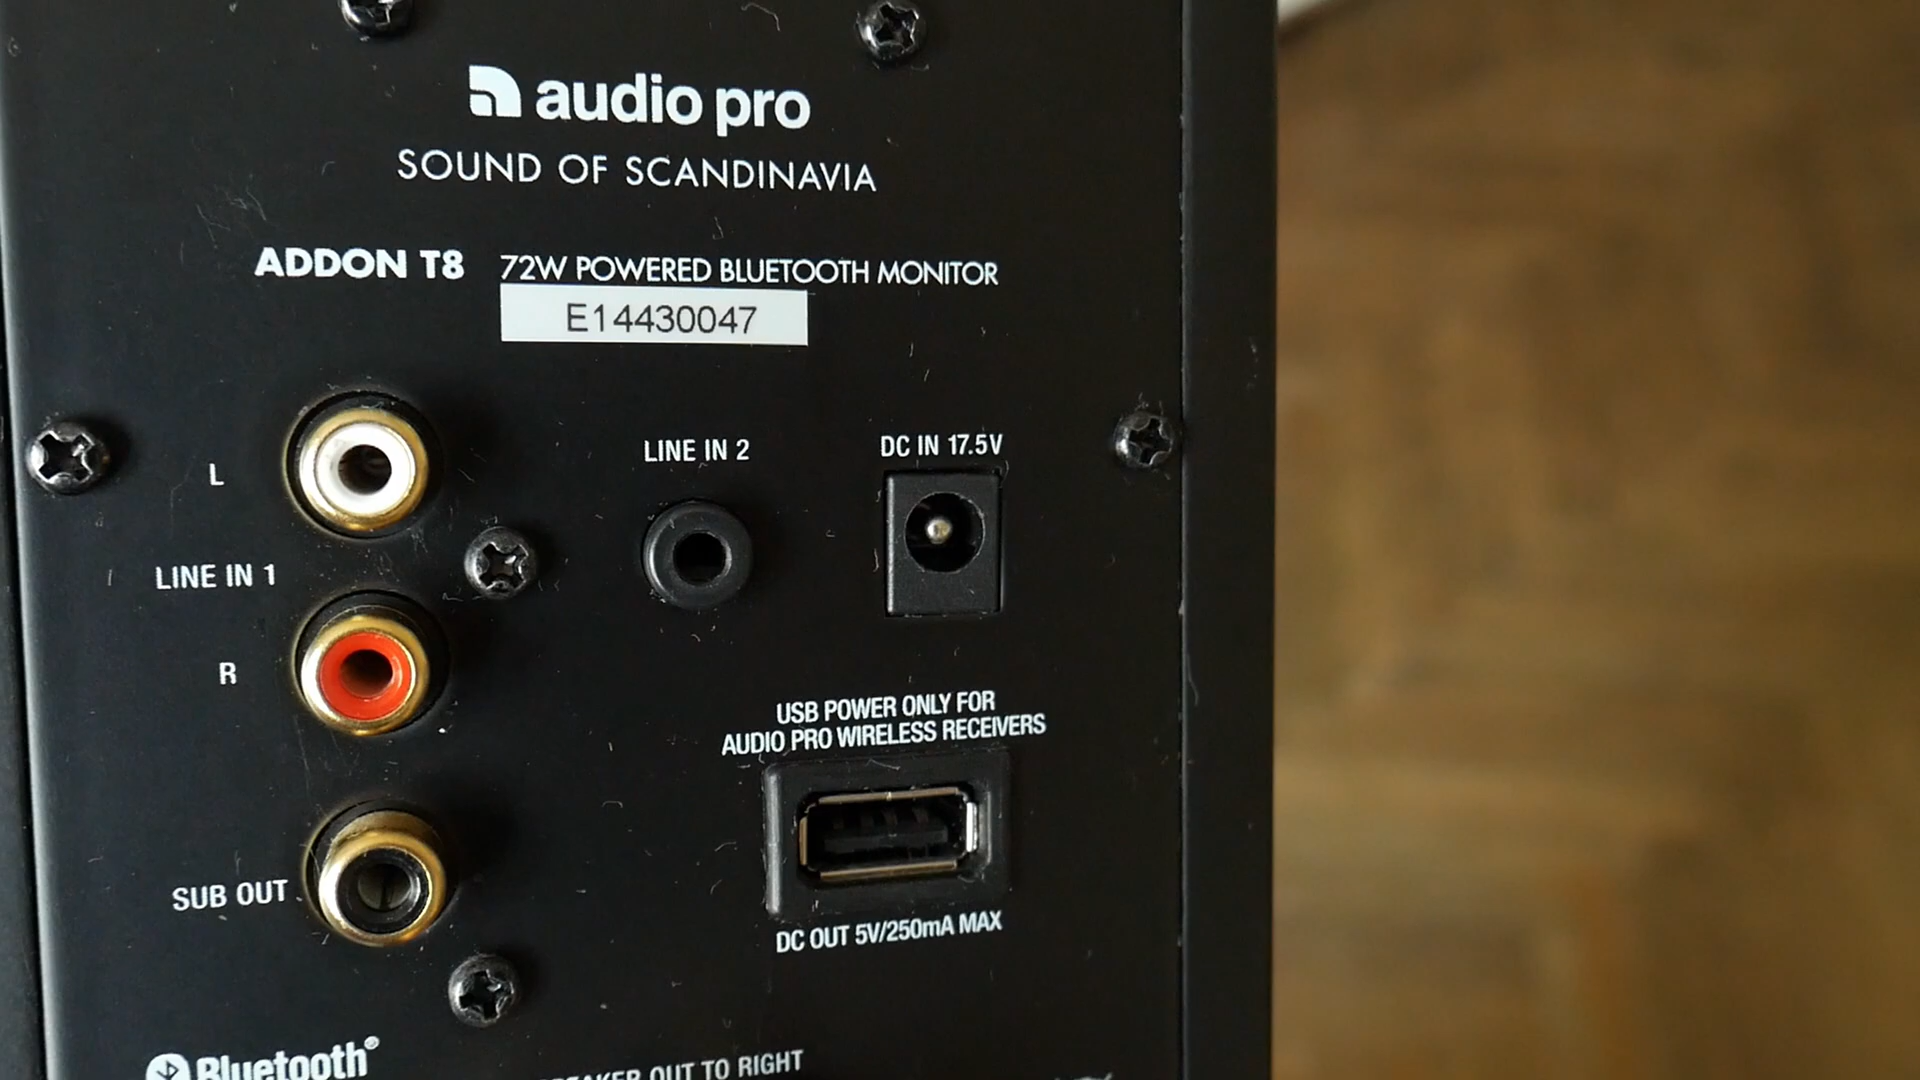 audio pro
SOUND OF SCANDINAVIA
ADDON T8 72W POWERED BLUETOOTH MONITOR
E14430047
LINE IN 2
DC IN 17.5V
L
LINE IN 1
R
USB POWER ONLY FOR
AUDIO PRO WIRELESS RECEIVERS
SUB OUT
DC OUT 5V/250mA MAX
Bluetooth®
OUT TO RIGHT